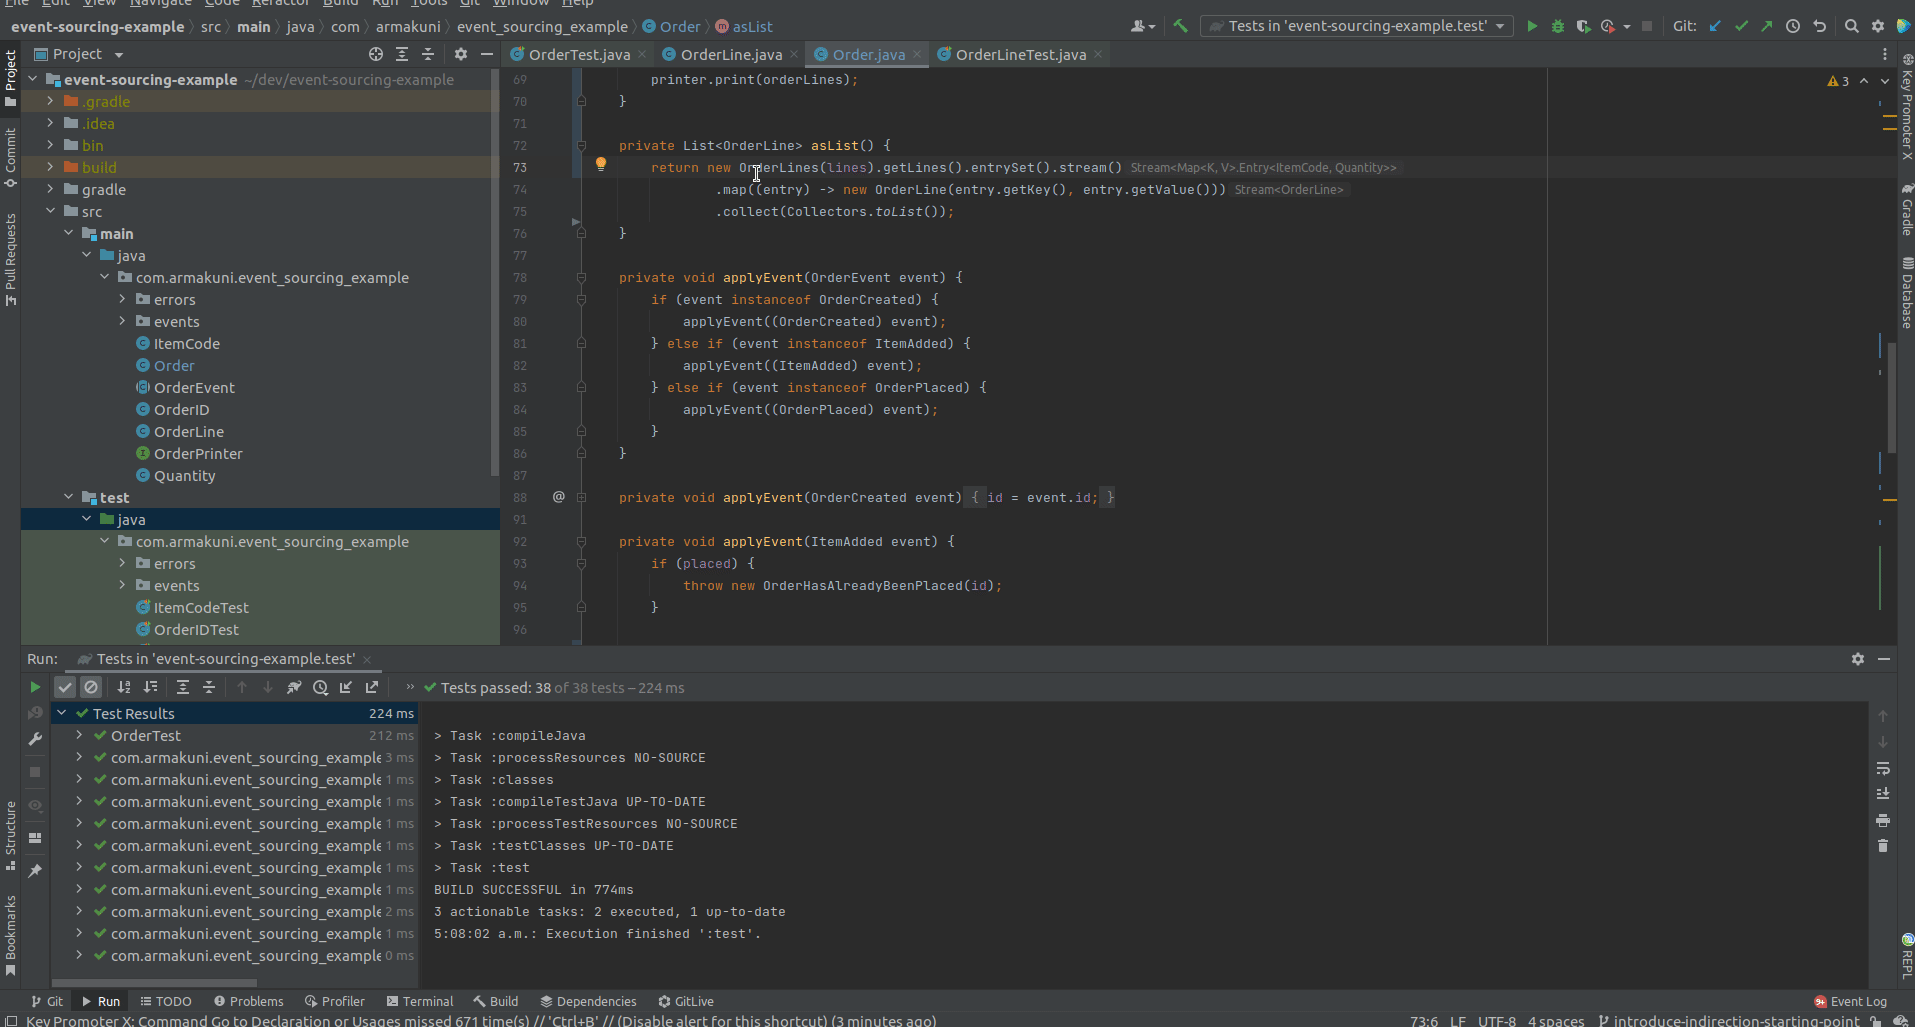 File Edit View Navigate Code Refactor Build Run Tools Git Window Help
event-sourcing-example src main java com armakuni event_sourcing_example Order asList
Tests in 'event-sourcing-example.test' Git:
Project
OrderTest.java OrderLine.java Order.java OrderLineTest.java
event-sourcing-example ~/dev/event-sourcing-example
.gradle
.idea
bin
build
gradle
src
main
java
com.armakuni.event_sourcing_example
errors
events
ItemCode
Order
OrderEvent
OrderID
OrderLine
OrderPrinter
Quantity
test
java
com.armakuni.event_sourcing_example
errors
events
ItemCodeTest
OrderIDTest
3
69 printer.print(orderLines);
70 }
71
72 private List<OrderLine> asList() {
73 return new OrderLines(lines).getLines().entrySet().stream() Stream<Map<K, V>.Entry<ItemCode, Quantity>>
74 .map((entry) -> new OrderLine(entry.getKey(), entry.getValue())) Stream<OrderLine>
75 .collect(Collectors.toList());
76 }
77
78 private void applyEvent(OrderEvent event) {
79 if (event instanceof OrderCreated) {
80 applyEvent((OrderCreated) event);
81 } else if (event instanceof ItemAdded) {
82 applyEvent((ItemAdded) event);
83 } else if (event instanceof OrderPlaced) {
84 applyEvent((OrderPlaced) event);
85 }
86 }
87
88 @ private void applyEvent(OrderCreated event) { id = event.id; }
91
92 private void applyEvent(ItemAdded event) {
93 if (placed) {
94 throw new OrderHasAlreadyBeenPlaced(id);
95 }
96
Project
Commit
Pull Requests
Structure
Bookmarks
Key Promoter X
Gradle
Database
REPL
Run: Tests in 'event-sourcing-example.test'
Tests passed: 38 of 38 tests – 224 ms
Test Results 224 ms
OrderTest 212 ms
com.armakuni.event_sourcing_example 3 ms
com.armakuni.event_sourcing_example 1 ms
com.armakuni.event_sourcing_example 1 ms
com.armakuni.event_sourcing_example 1 ms
com.armakuni.event_sourcing_example 1 ms
com.armakuni.event_sourcing_example 1 ms
com.armakuni.event_sourcing_example 1 ms
com.armakuni.event_sourcing_example 2 ms
com.armakuni.event_sourcing_example 1 ms
com.armakuni.event_sourcing_example 0 ms
> Task :compileJava
> Task :processResources NO-SOURCE
> Task :classes
> Task :compileTestJava UP-TO-DATE
> Task :processTestResources NO-SOURCE
> Task :testClasses UP-TO-DATE
> Task :test
BUILD SUCCESSFUL in 774ms
3 actionable tasks: 2 executed, 1 up-to-date
5:08:02 a.m.: Execution finished ':test'.
Git Run TODO Problems Profiler Terminal Build Dependencies GitLive 9+ Event Log
Key Promoter X: Command Go to Declaration or Usages missed 671 time(s) // 'Ctrl+B' // (Disable alert for this shortcut) (3 minutes ago) 73:6 LF UTF-8 4 spaces introduce-indirection-starting-point